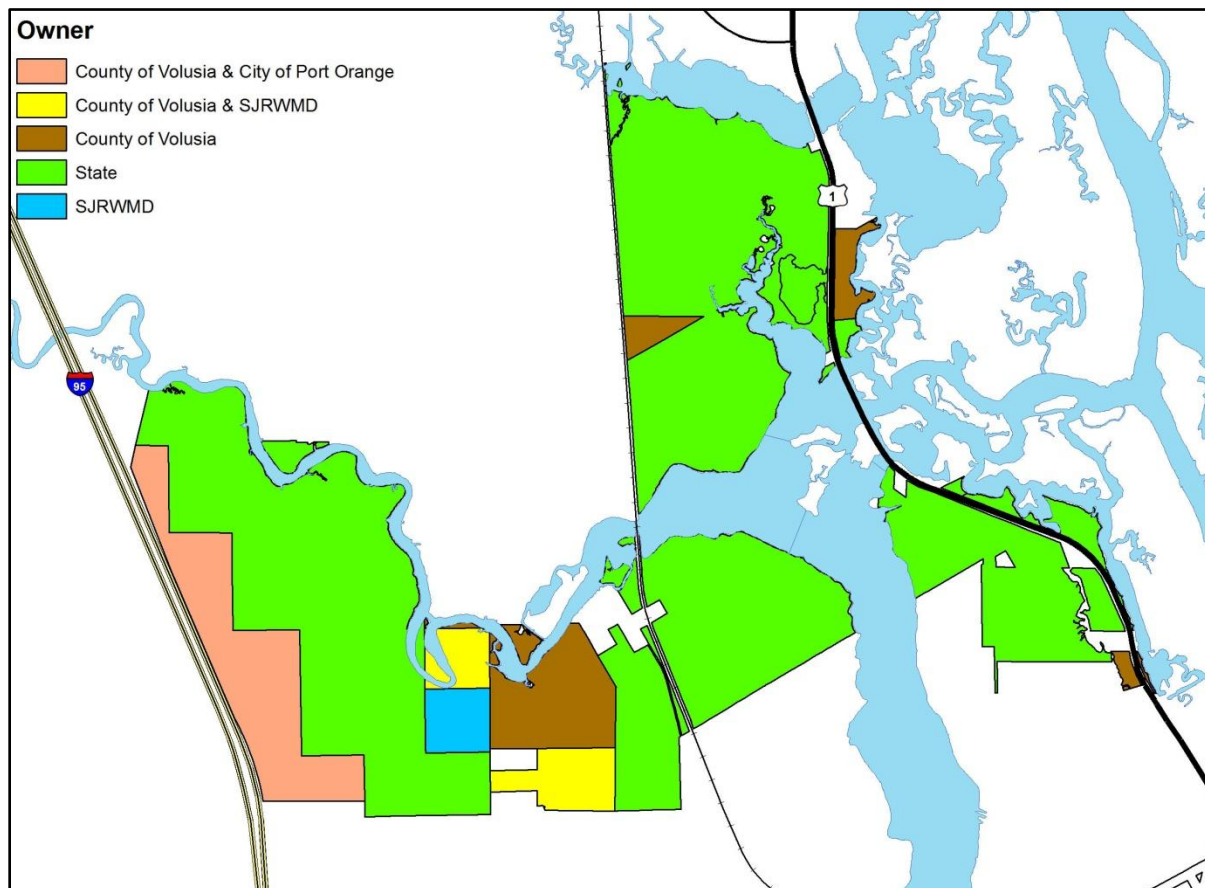 Owner
County of Volusia & City of Port Orange
County of Volusia & SJRWMD
County of Volusia
State
SJRWMD
1
95